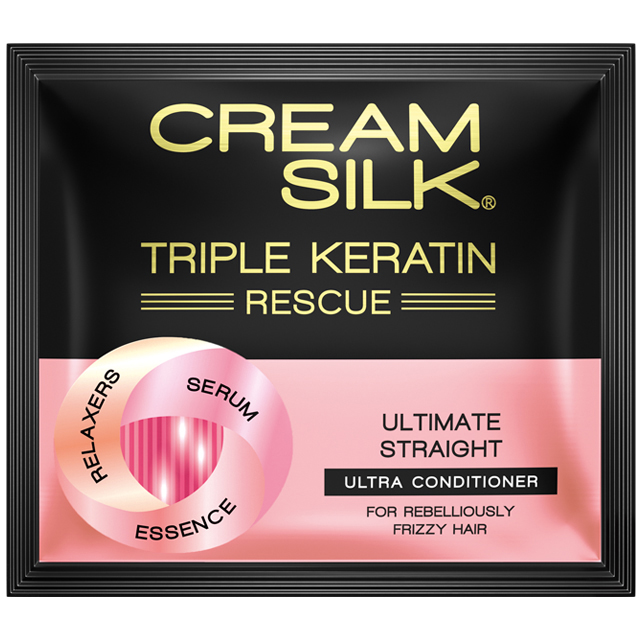 CREAM
SILK®
TRIPLE KERATIN
RESCUE
RELAXERS
SERUM
ESSENCE
ULTIMATE
STRAIGHT
ULTRA CONDITIONER
FOR REBELLIOUSLY
FRIZZY HAIR